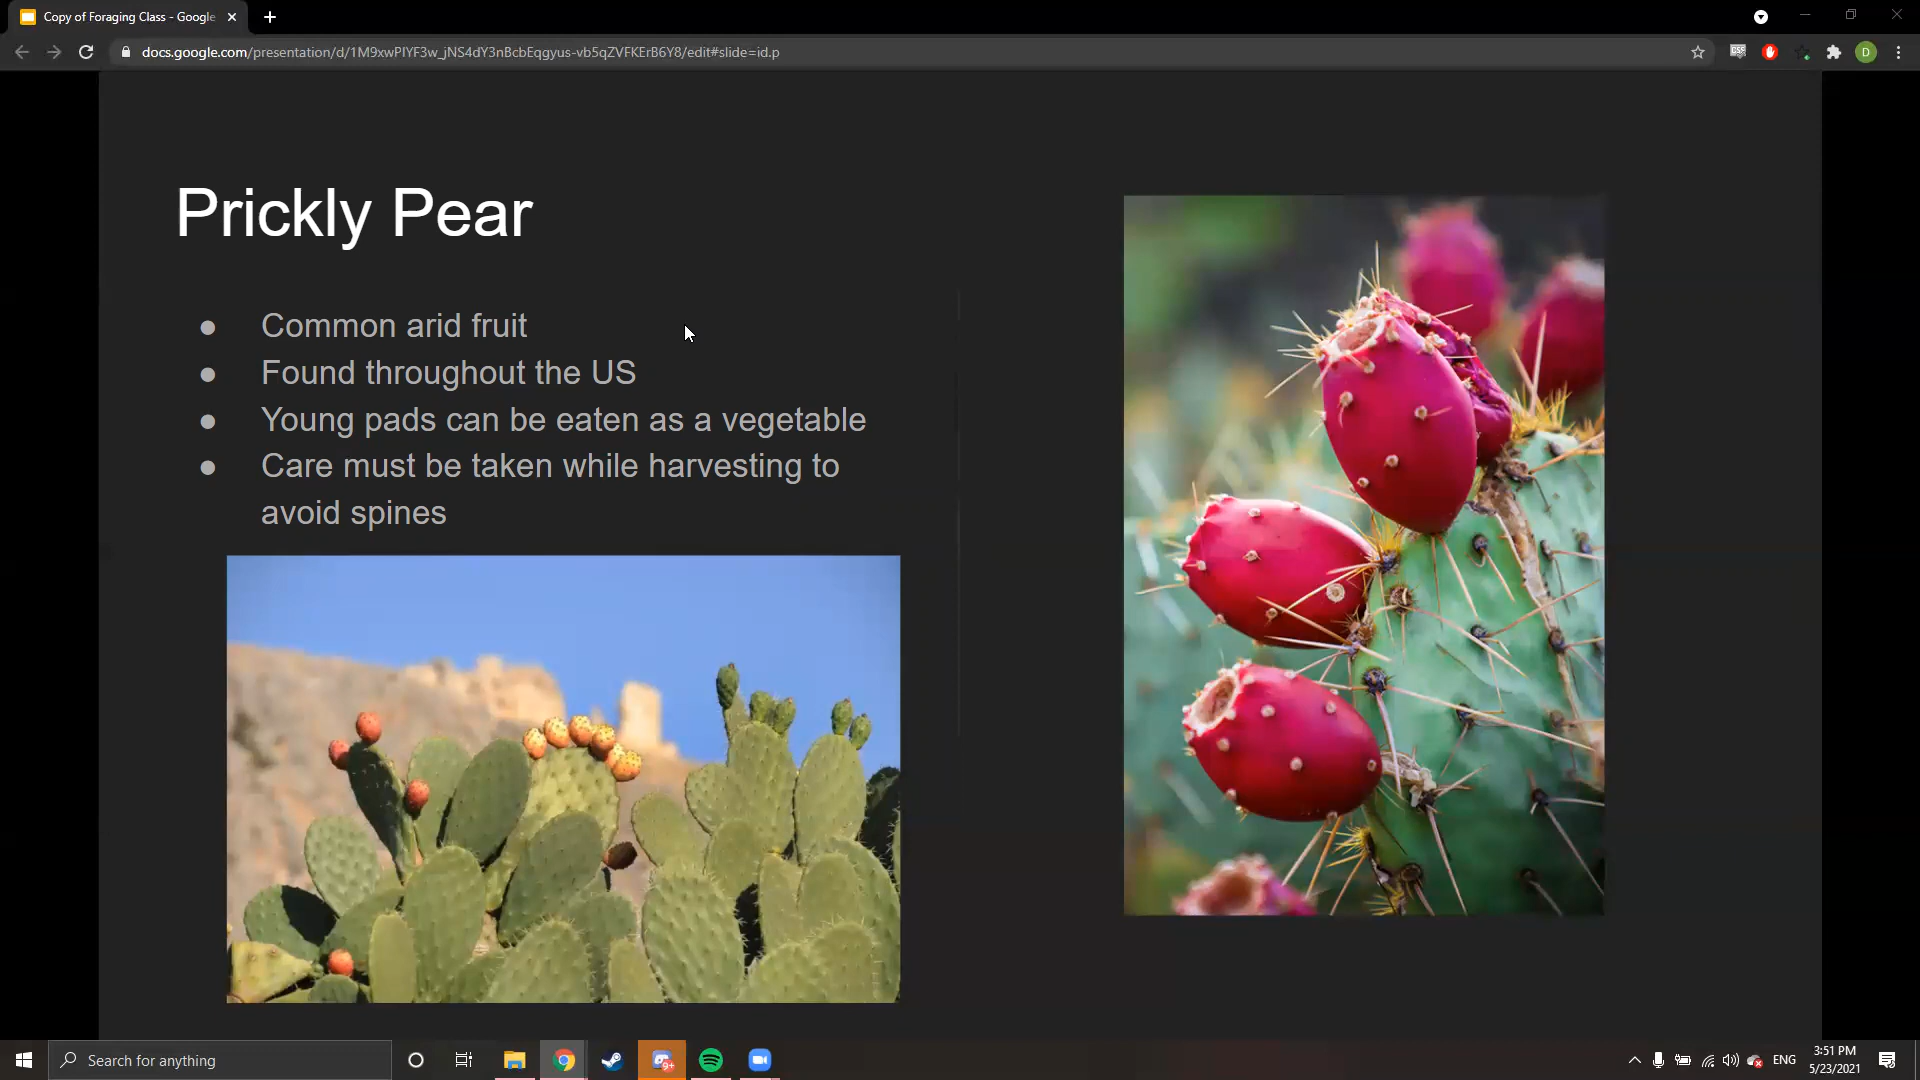 Copy of Foraging Class - Google
docs.google.com/presentation/d/1M9xwPIYF3w_jNS4dY3nBcbEqgyus-vb5qZVFKErB6Y8/edit#slide=id.p
D
Prickly Pear
● Common arid fruit
● Found throughout the US
● Young pads can be eaten as a vegetable
● Care must be taken while harvesting to
avoid spines
Search for anything
9+
ENG
3:51 PM
5/23/2021